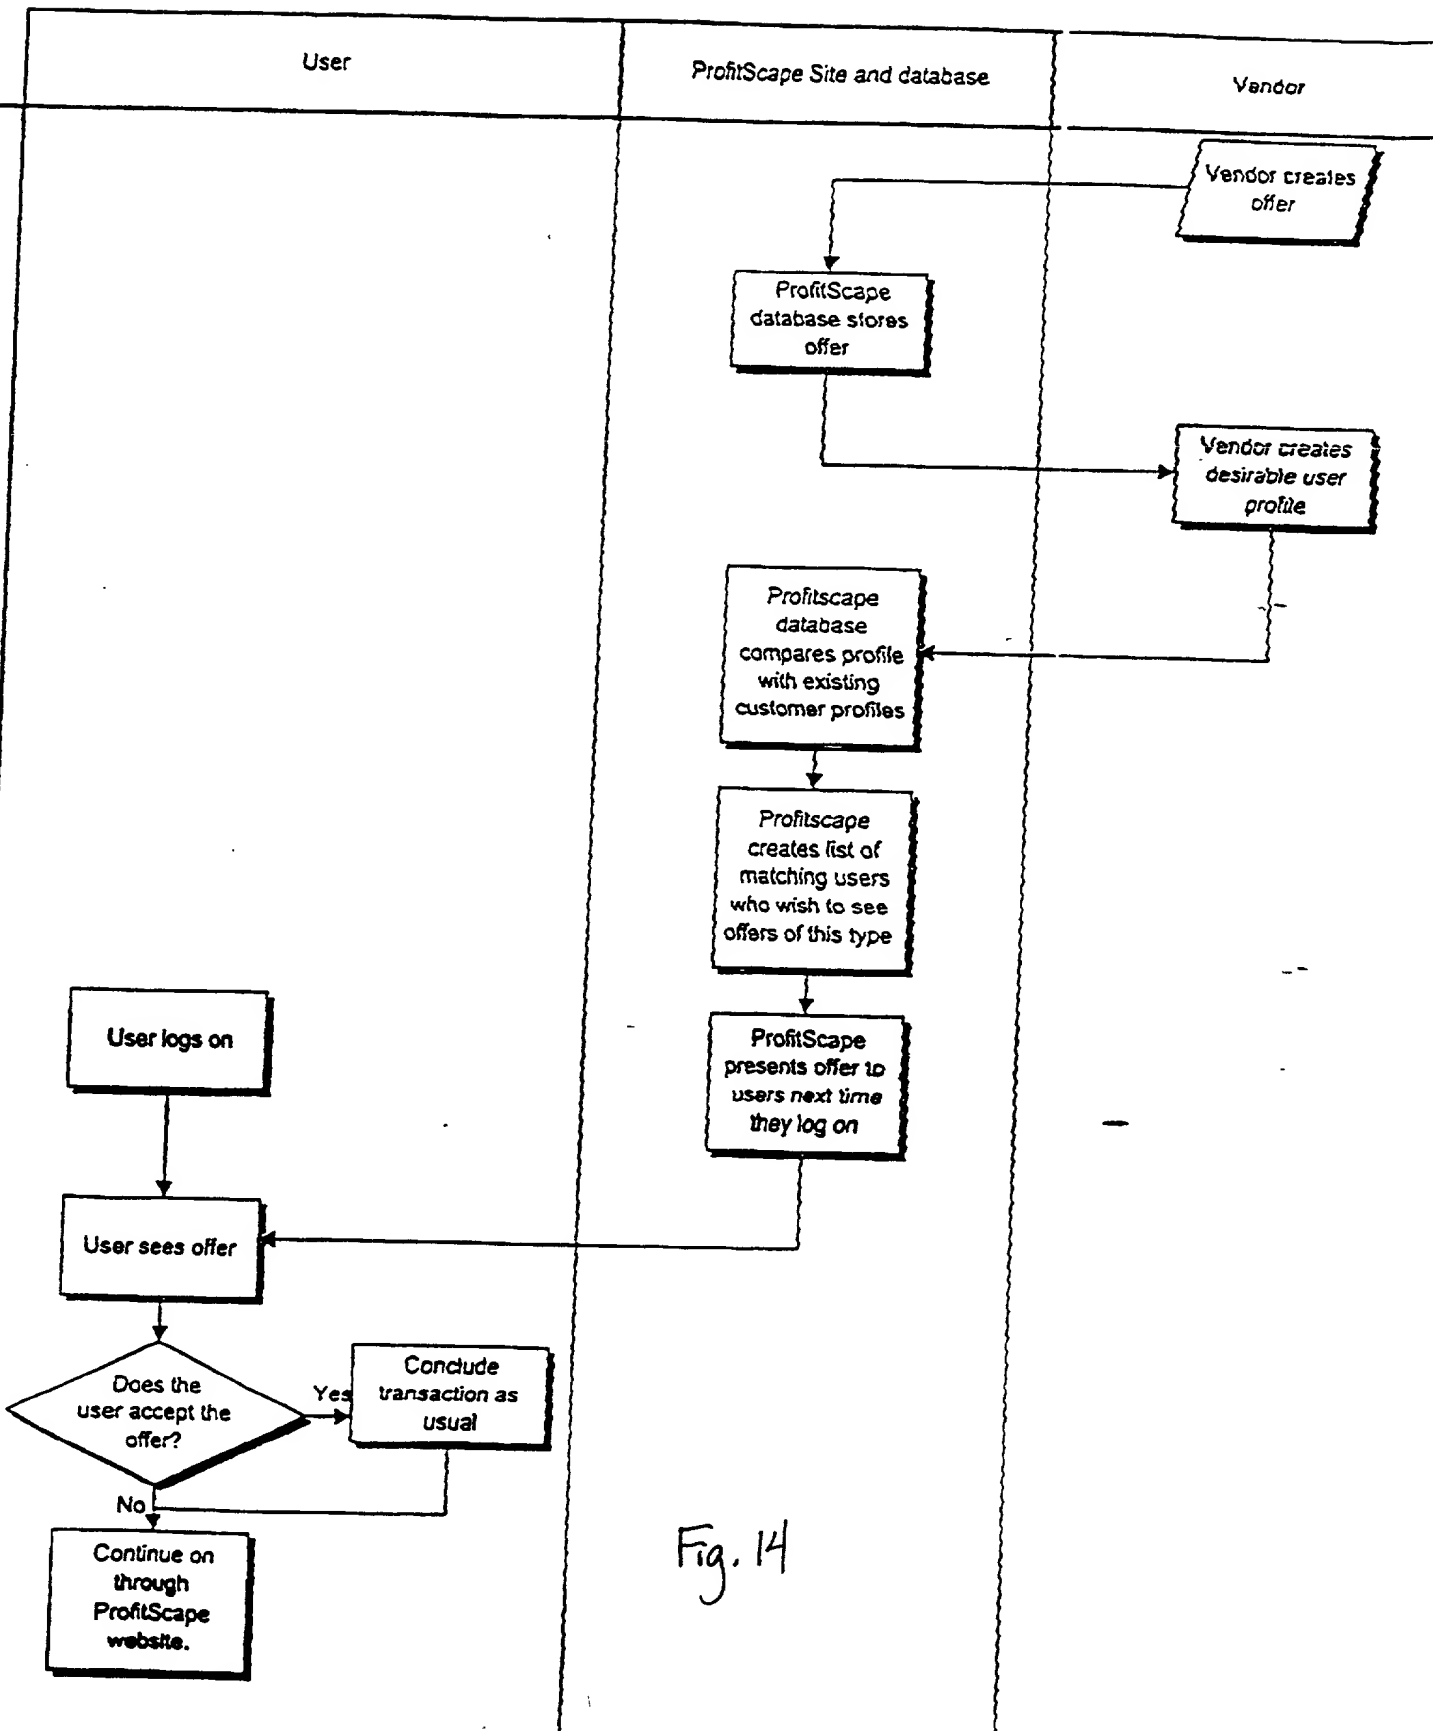 User
ProfitScape Site and database
Vendor
Vendor creates
offer
ProfitScape
database stores
offer
Vendor creates
desirable user
profile
Profitscape
database
compares profile
with existing
customer profiles
Profitscape
creates list of
matching users
who wish to see
offers of this type
User logs on
ProfitScape
presents offer to
users next time
they log on
User sees offer
Does the
user accept the
offer?
Yes
Conclude
transaction as
usual
No
Continue on
through
ProfitScape
website.
Fig. 14